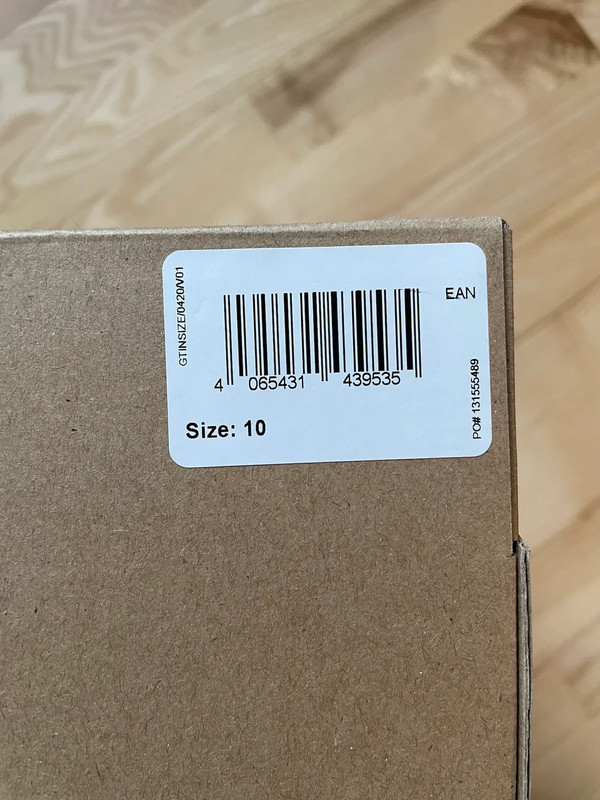 GTINSIZE/0420/V01
EAN
4 065431 439535
Size: 10
PO# 131555489